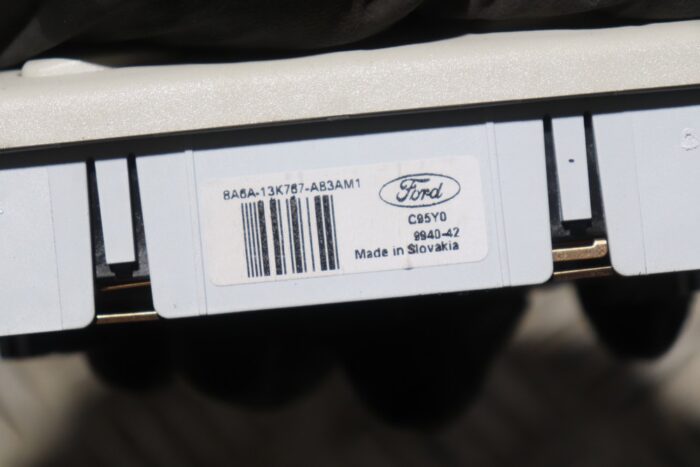 8A6A-13K767-AB3AM1
Ford
C95Y0
9940-42
Made in Slovakia